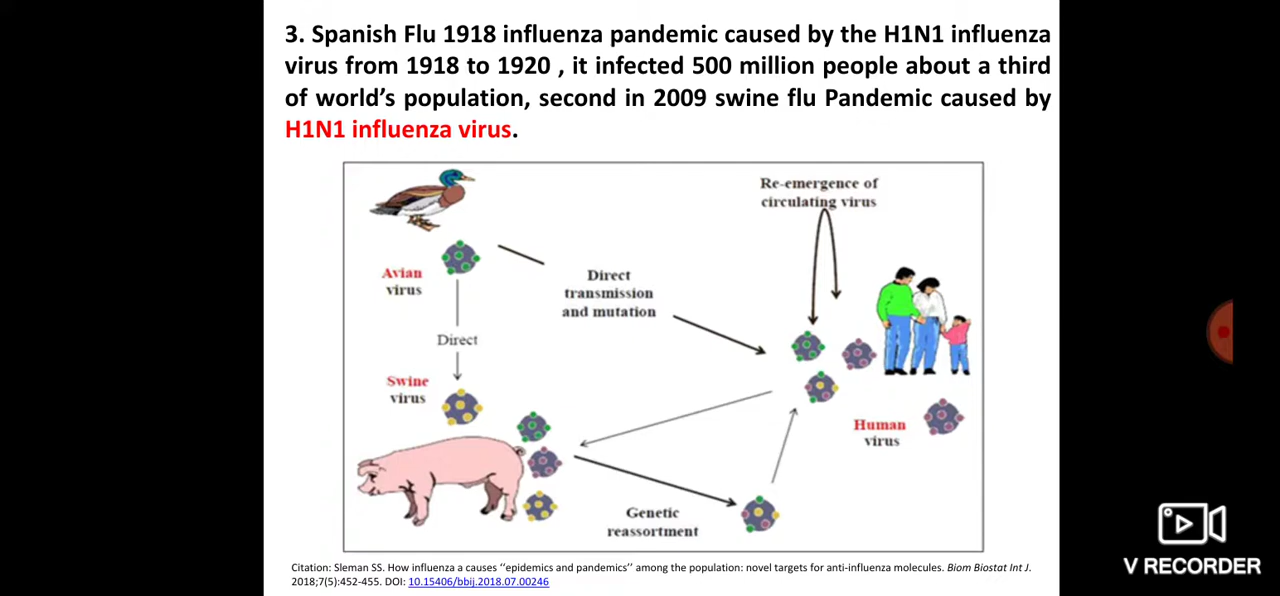 3. Spanish Flu 1918 influenza pandemic caused by the H1N1 influenza
virus from 1918 to 1920 , it infected 500 million people about a third
of world’s population, second in 2009 swine flu Pandemic caused by
H1N1 influenza virus.
Re-emergence of
circulating virus
Avian
virus
Direct
transmission
and mutation
Direct
Swine
virus
Human
virus
Genetic
reassortment
Citation: Sleman SS. How influenza a causes ‘‘epidemics and pandemics’’ among the population: novel targets for anti-influenza molecules. Biom Biostat Int J.
2018;7(5):452-455. DOI: 10.15406/bbij.2018.07.00246
V RECORDER